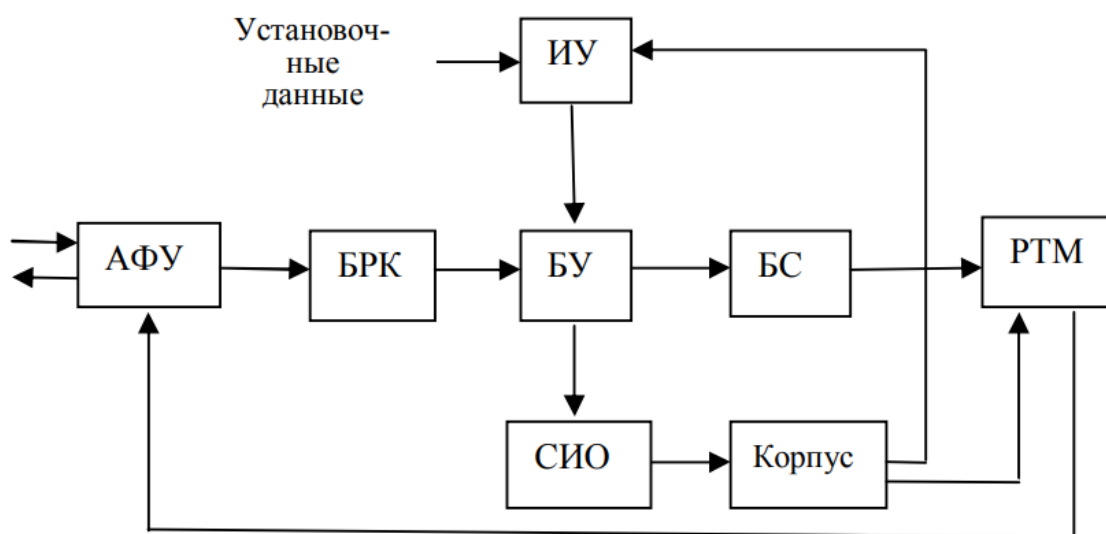 Установоч-
ные
данные
ИУ
АФУ
БРК
БУ
БС
РТМ
СИО
Корпус